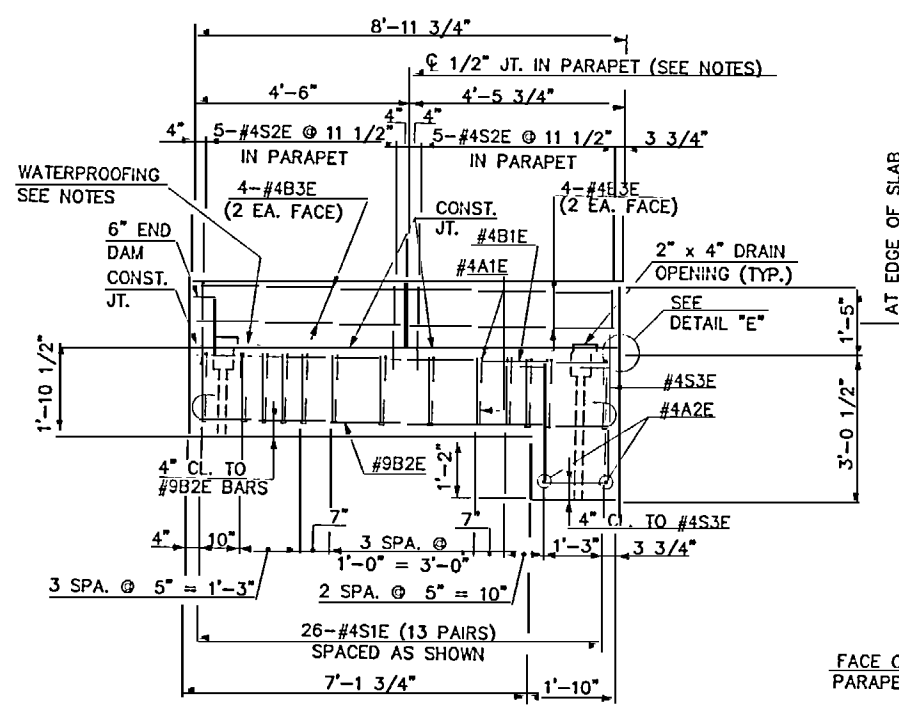 8'-11 3/4"
℄ 1/2" JT. IN PARAPET (SEE NOTES)
4'-6"
4'-5 3/4"
4"
4"
4"
5-#4S2E @ 11 1/2"
IN PARAPET
5-#4S2E @ 11 1/2"
IN PARAPET
3 3/4"
WATERPROOFING
SEE NOTES
4-#4B3E
(2 EA. FACE)
CONST.
JT.
4-#4B3E
(2 EA. FACE)
6" END
DAM
CONST.
JT.
#4B1E
#4A1E
2" x 4" DRAIN
OPENING (TYP.)
SEE
DETAIL "E"
AT EDGE OF SLAB
1'-5"
1'-10 1/2"
#4S3E
#4A2E
3'-0 1/2"
4" CL. TO
#9B2E BARS
#9B2E
1'-2"
4" CL. TO #4S3E
4"
10"
7"
3 SPA. @
1'-0" = 3'-0"
7"
1'-3"
3 3/4"
3 SPA. @ 5" = 1'-3"
2 SPA. @ 5" = 10"
26-#4S1E (13 PAIRS)
SPACED AS SHOWN
7'-1 3/4"
1'-10"
FACE O
PARAPE